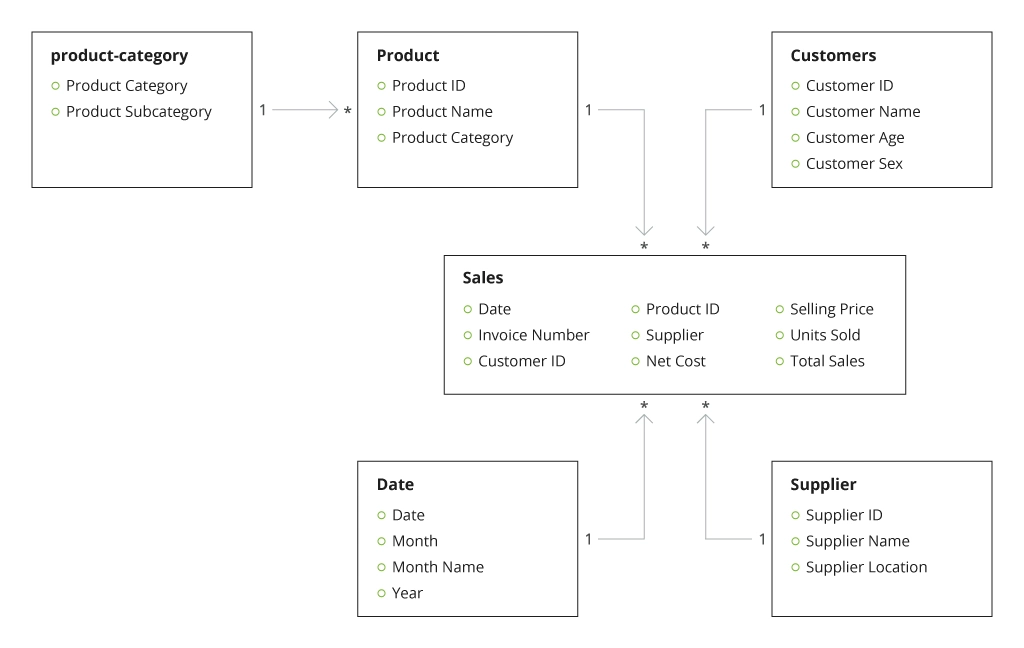 product-category
Product Category
Product Subcategory
1
*
Product
Product ID
Product Name
Product Category
1
Customers
Customer ID
Customer Name
Customer Age
Customer Sex
1
*
*
Sales
Date
Invoice Number
Customer ID
Product ID
Supplier
Net Cost
Selling Price
Units Sold
Total Sales
*
*
Date
Date
Month
Month Name
Year
1
1
Supplier
Supplier ID
Supplier Name
Supplier Location